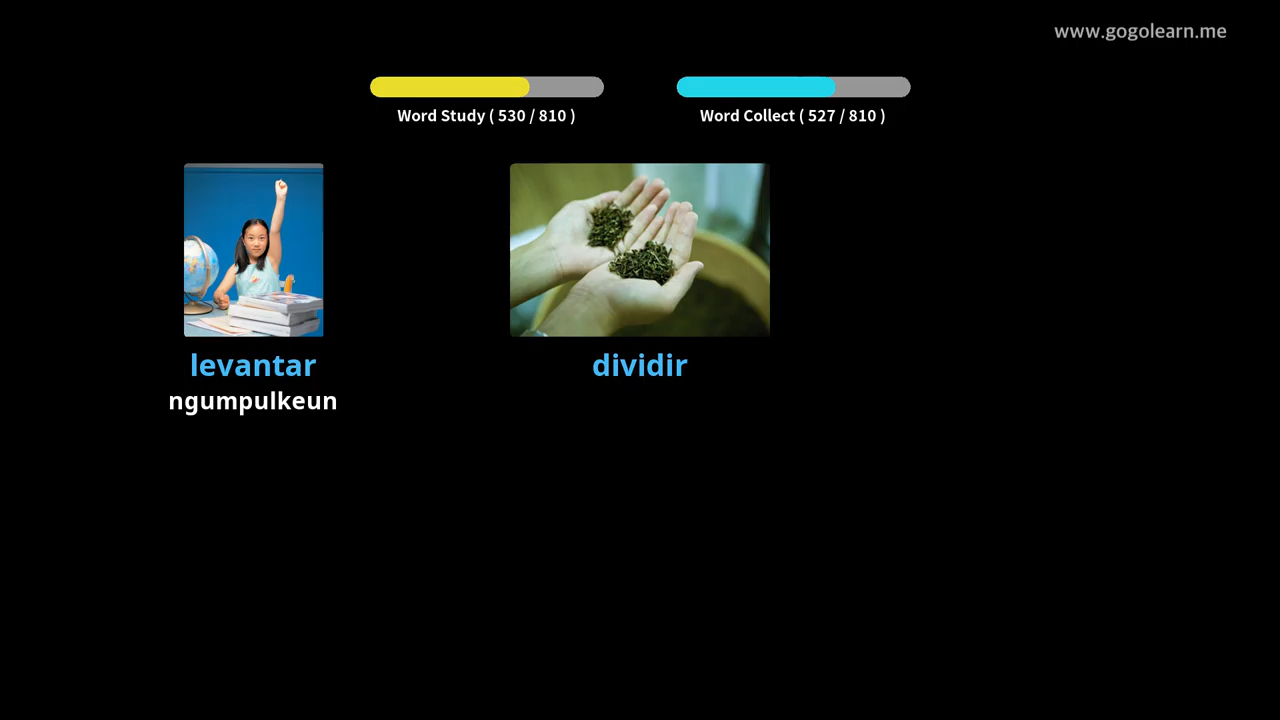 www.gogolearn.me
Word Study ( 530 / 810 )
Word Collect ( 527 / 810 )
levantar
ngumpulkeun
dividir